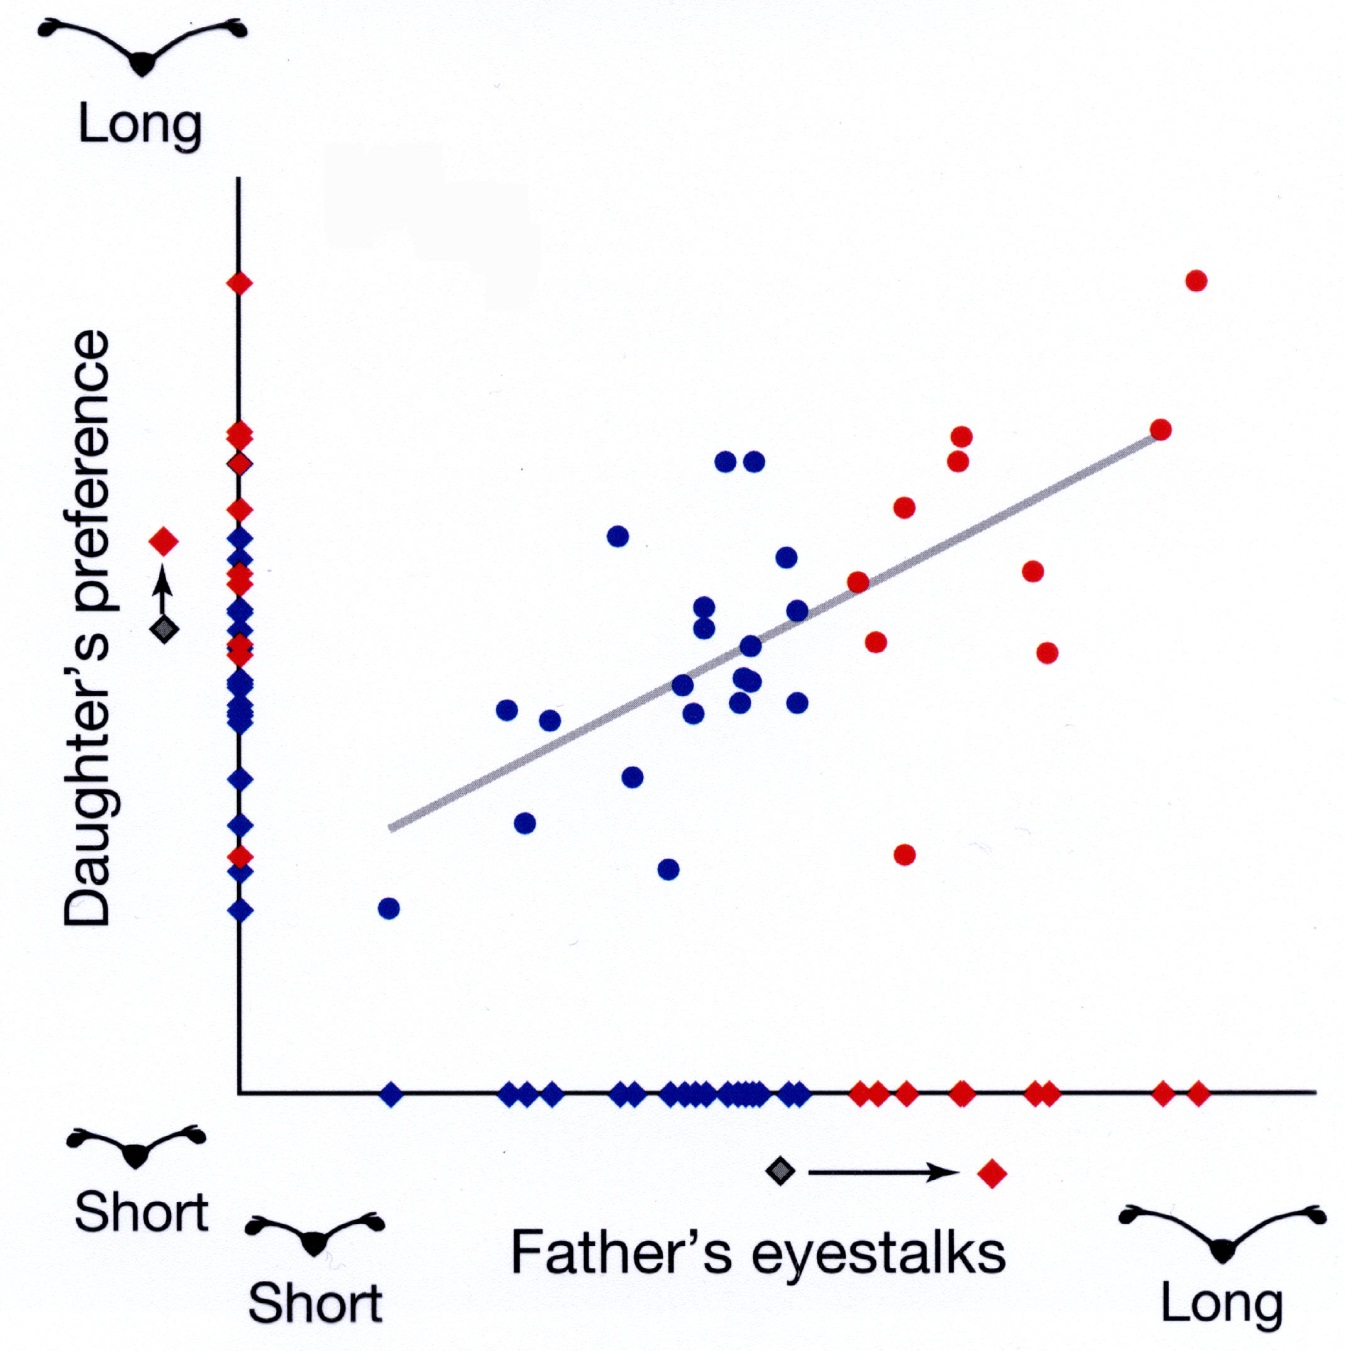 Long
Daughter's preference
Short
Short
Father's eyestalks
Long